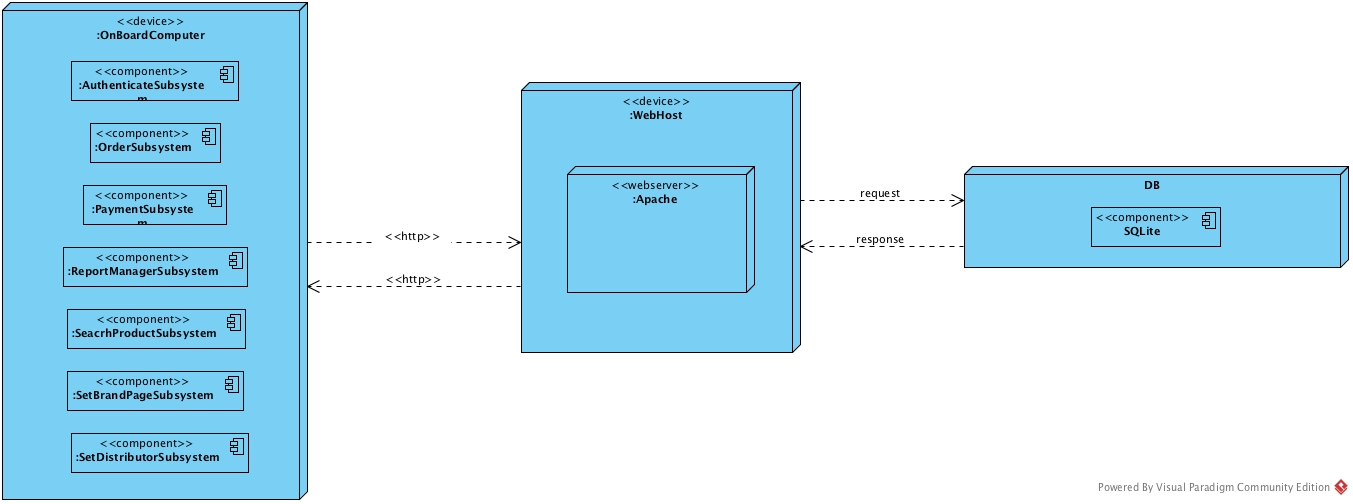 <<device>>
:OnBoardComputer
<<component>>
:AuthenticateSubsyste
m
<<component>>
:OrderSubsystem
<<component>>
:PaymentSubsyste
m
<<component>>
:ReportManagerSubsystem
<<component>>
:SeacrhProductSubsystem
<<component>>
:SetBrandPageSubsystem
<<component>>
:SetDistributorSubsystem
<<http>>
<<http>>
<<device>>
:WebHost
<<webserver>>
:Apache
request
response
DB
<<component>>
SQLite
Powered By Visual Paradigm Community Edition